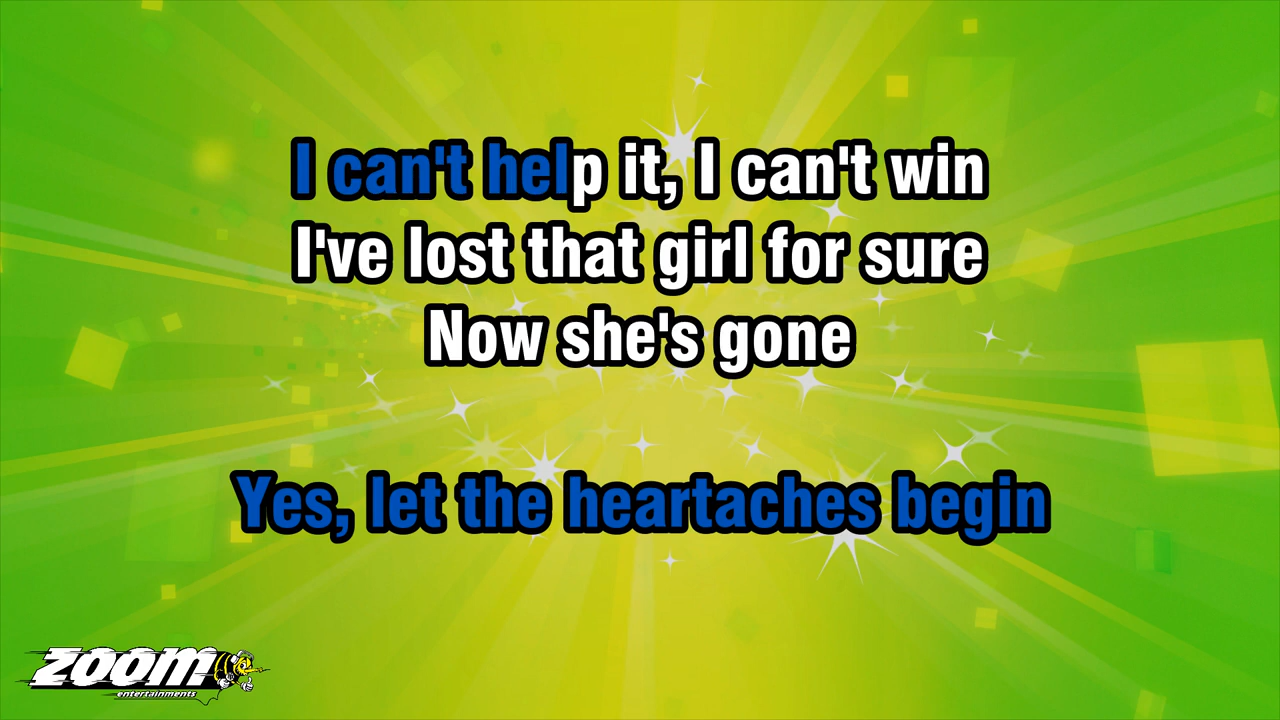 I can't help it, I can't win
I've lost that girl for sure
Now she's gone
Yes, let the heartaches begin
ZOOM
entertainments